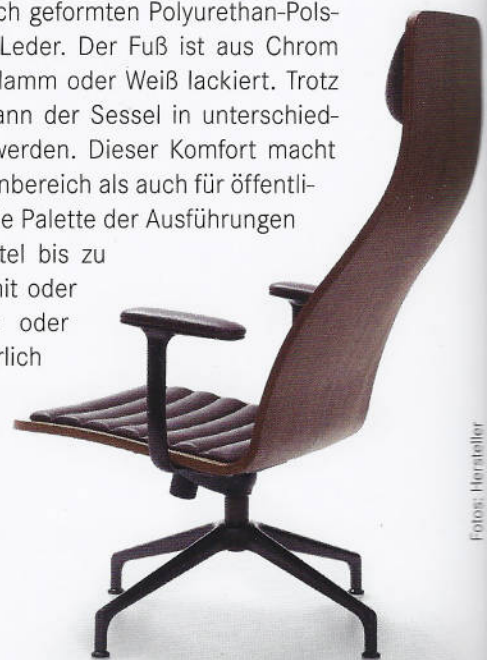 ch geformten Polyurethan-Pols-
Leder. Der Fuß ist aus Chrom
lamm oder Weiß lackiert. Trotz
ann der Sessel in unterschied-
werden. Dieser Komfort macht
nbereich als auch für öffentli-
e Palette der Ausführungen
tel bis zu
nit oder
oder
rlich
Fotos: Hersteller